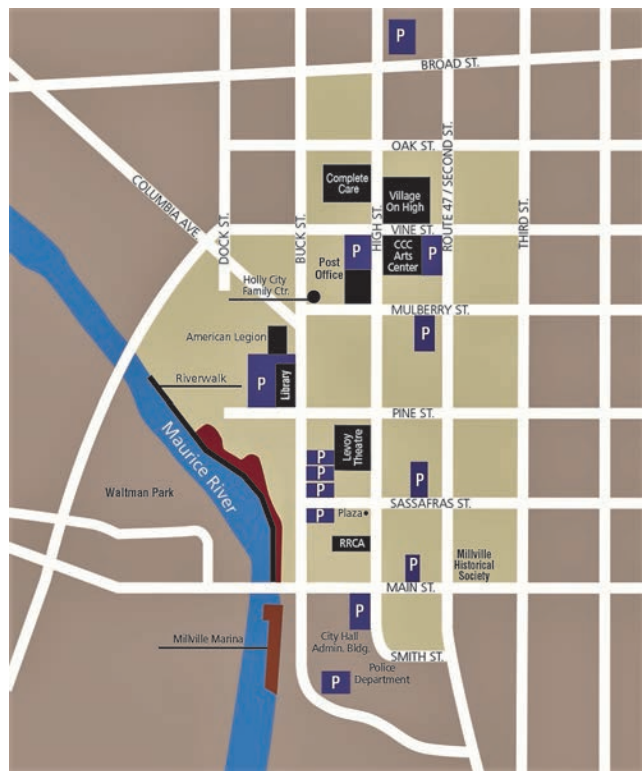 P
BROAD ST.
OAK ST.
COLUMBIA AVE
DOCK ST.
BUCK ST.
HIGH ST.
ROUTE 47 / SECOND ST.
THIRD ST.
Complete
Care
Village
On High
VINE ST.
P
Post
Office
CCC
Arts
Center
P
Holly City
Family Ctr.
MULBERRY ST.
American Legion
P
Riverwalk
P
Library
PINE ST.
Maurice River
Levoy
Theatre
P
P
P
P
Waltman Park
SASSAFRAS ST.
P
Plaza
RRCA
P
Millville
Historical
Society
MAIN ST.
P
Millville Marina
City Hall
Admin. Bldg.
SMITH ST.
Police
Department
P